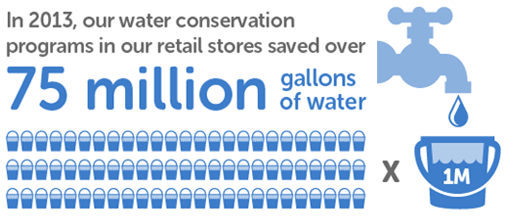 In 2013, our water conservation
programs in our retail stores saved over
75 million gallons
of water
X
1M